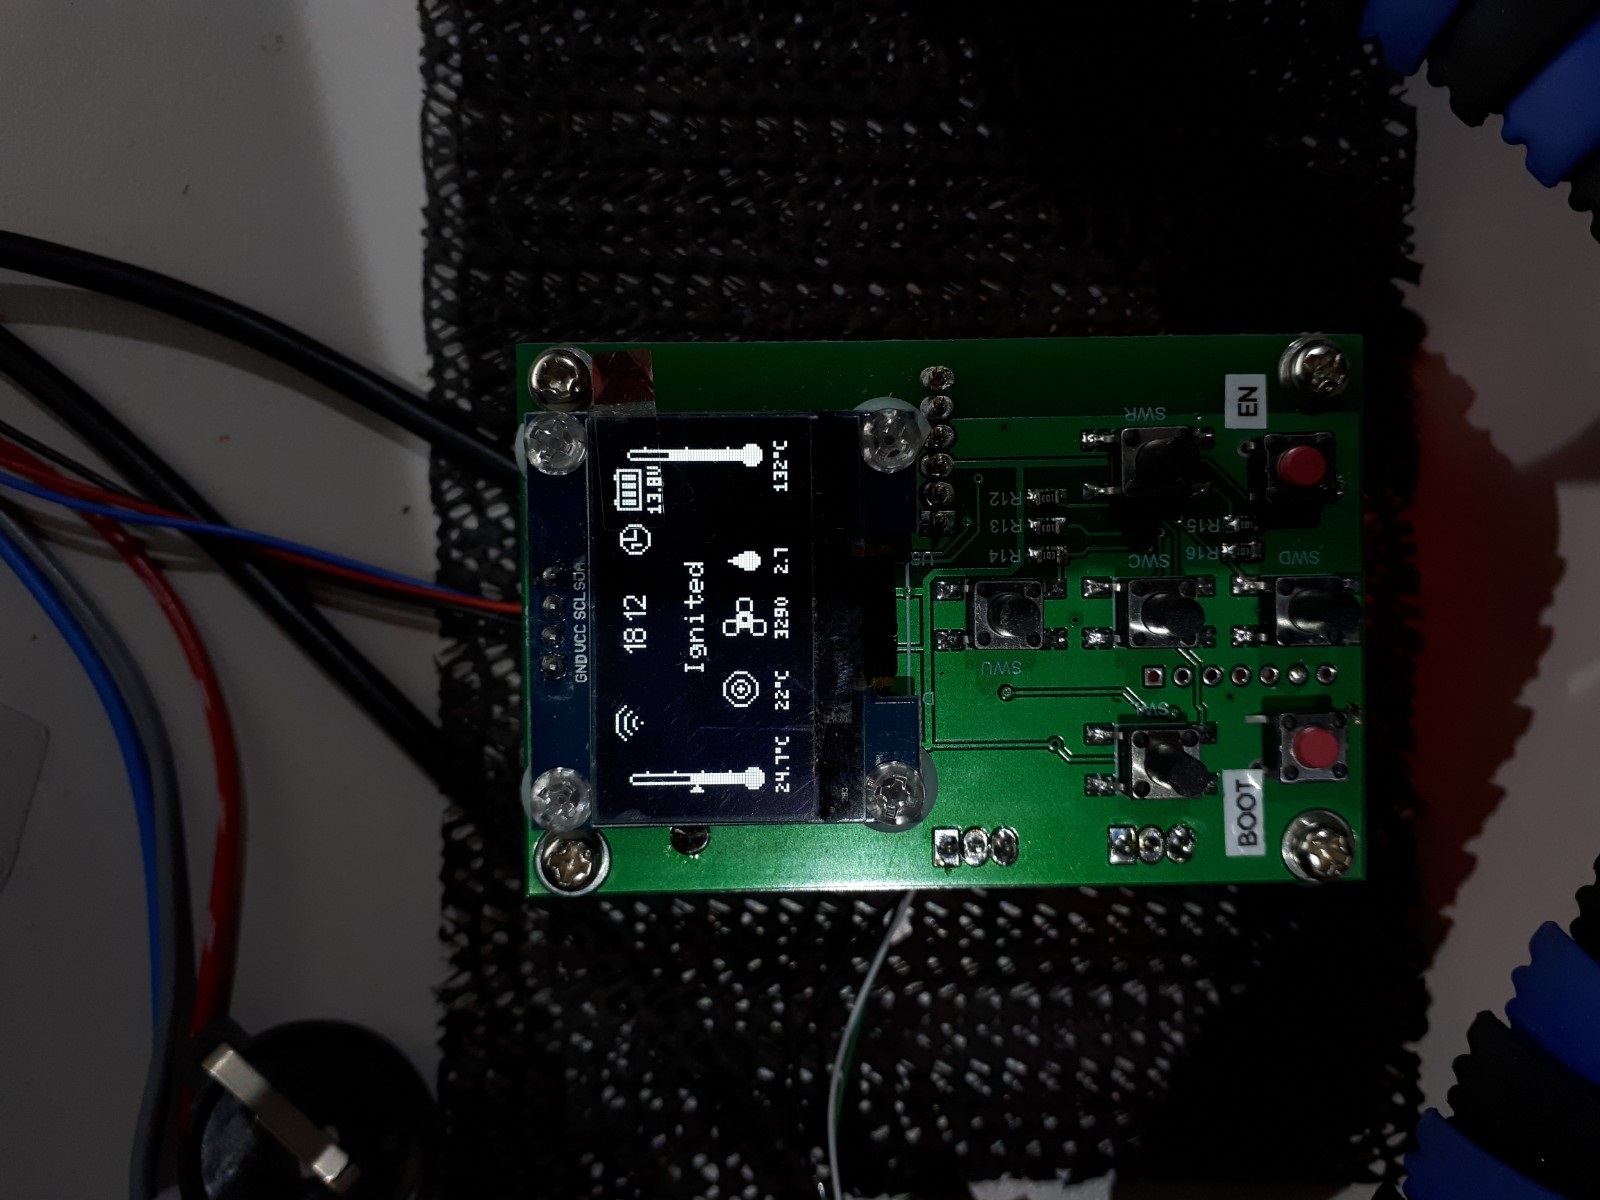 18:12
13.8V
Ignited
24.7°C
22°C
3290
2.7
132°C
GND VCC SCL SDA
EN
BOOT
SWR
R12
R13
R14
R15
R16
SWC
SWD
SWU
U5